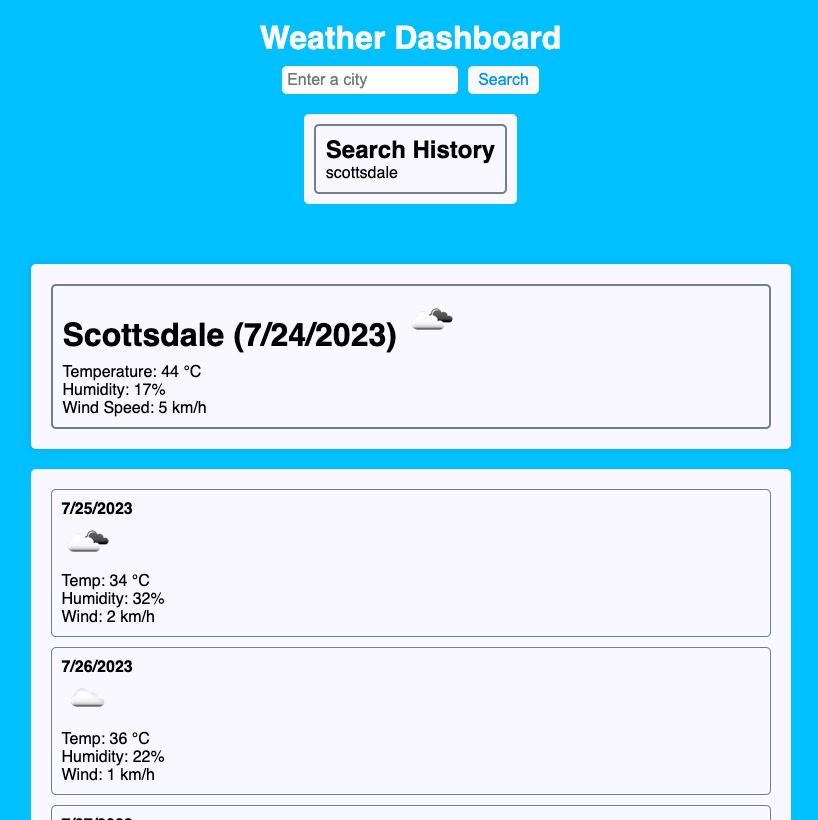 Weather Dashboard
Enter a city
Search
Search History
scottsdale
Scottsdale (7/24/2023)
Temperature: 44 °C
Humidity: 17%
Wind Speed: 5 km/h
7/25/2023
Temp: 34 °C
Humidity: 32%
Wind: 2 km/h
7/26/2023
Temp: 36 °C
Humidity: 22%
Wind: 1 km/h